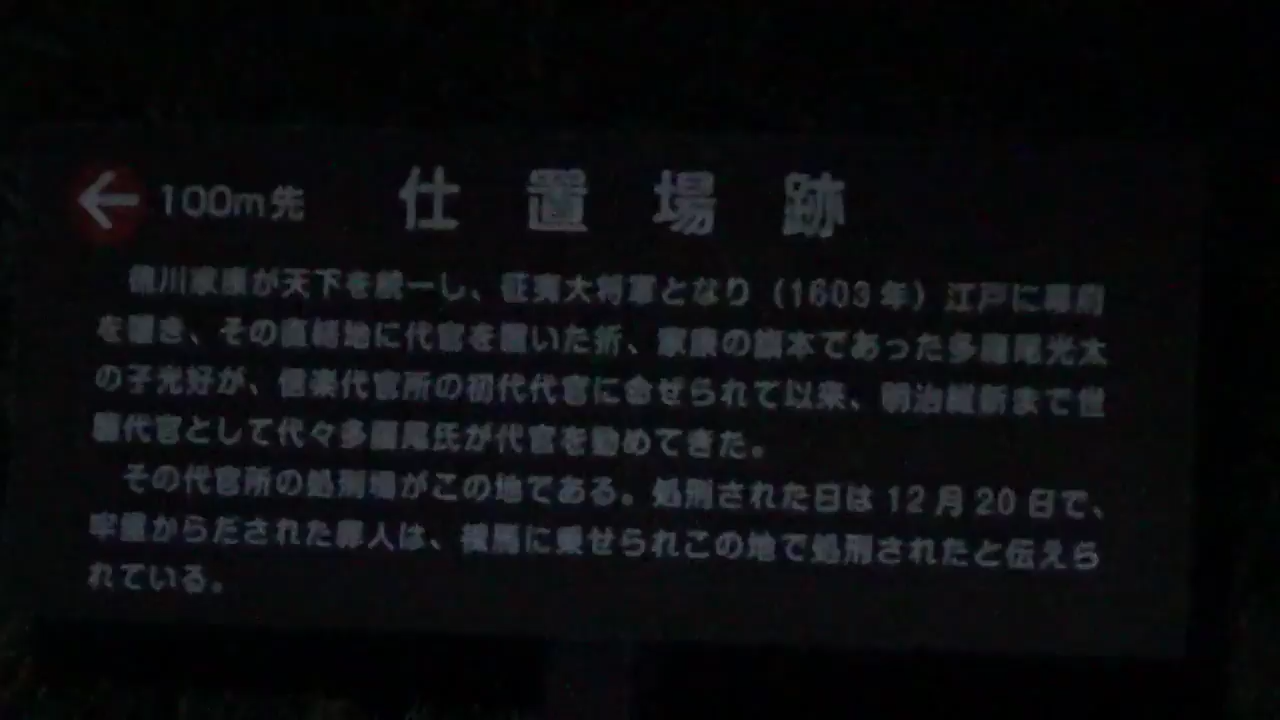 ← 100m先 仕置場跡
徳川家康が天下を統一し、征夷大将軍となり（1603年）江戸に幕府
を置き、その直轄地に代官を置いた折、家康の旗本であった多羅尾光太
の子光好が、信楽代官所の初代代官に命ぜられて以来、明治維新まで世
襲代官として代々多羅尾氏が代官を勤めてきた。
その代官所の処刑場がこの地である。処刑された日は12月20日で、
牢屋からだされた罪人は、裸馬に乗せられこの地で処刑されたと伝えら
れている。